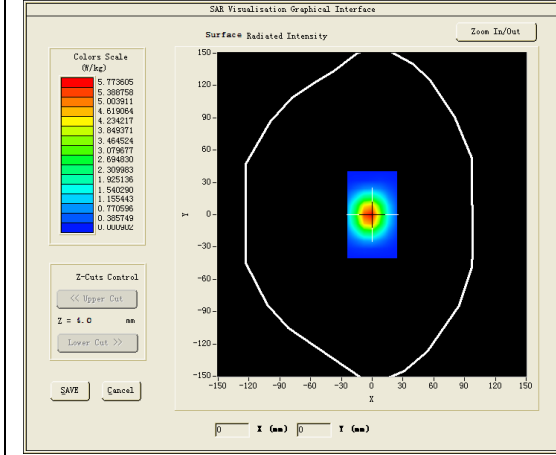 SAR Visualisation Graphical Interface
Surface Radiated Intensity
Zoom In/Out
Colors Scale
(W/kg)
5.773605
5.388758
5.003911
4.619064
4.234217
3.849371
3.464524
3.079677
2.694830
2.309983
1.925136
1.540290
1.155443
0.770596
0.385749
0.000902
150
120
90
60
30
0
-30
-60
-90
-120
-150
Y
-150 -120 -90 -60 -30 0 30 60 90 120 150
X
Z-Cuts Control
<< Upper Cut
Z = 4.0 mm
Lower Cut >>
SAVE Cancel
0 X (mm) 0 Y (mm)